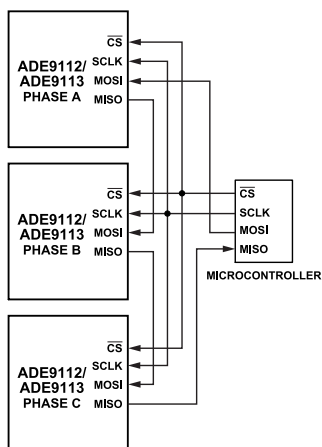 CS
SCLK
MOSI
MISO
ADE9112/
ADE9113
PHASE A
CS
SCLK
MOSI
MISO
ADE9112/
ADE9113
PHASE B
CS
SCLK
MOSI
MISO
MICROCONTROLLER
CS
SCLK
MOSI
MISO
ADE9112/
ADE9113
PHASE C